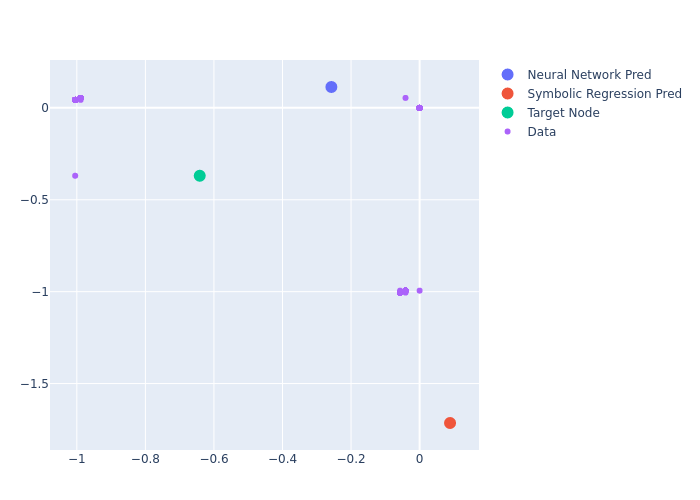 Neural Network Pred
Symbolic Regression Pred
Target Node
Data
0
−0.5
−1
−1.5
−1 −0.8 −0.6 −0.4 −0.2 0